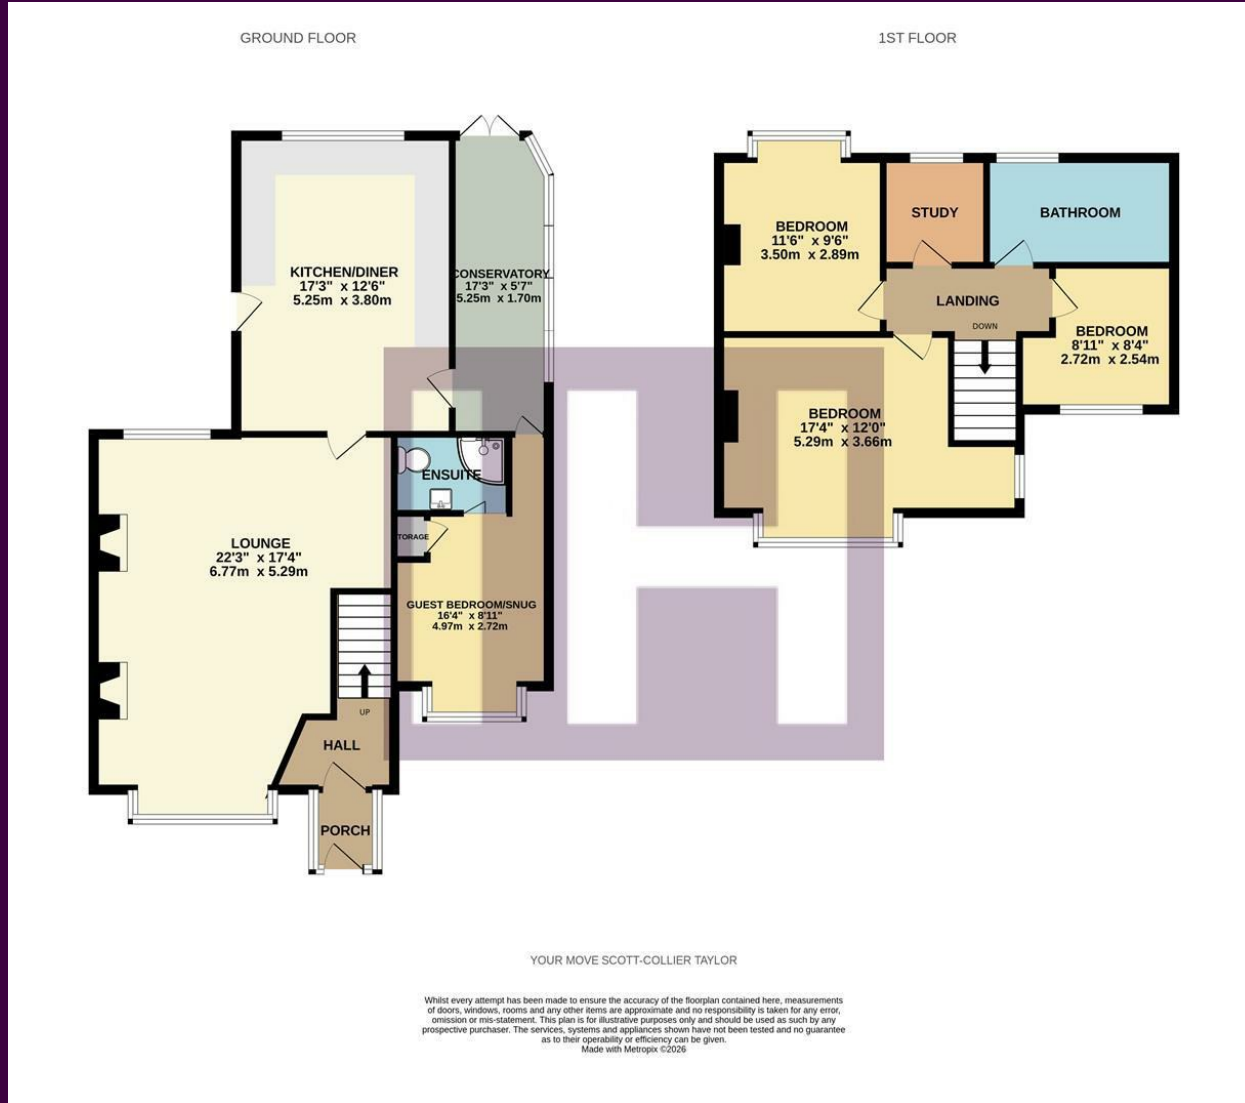 GROUND FLOOR
1ST FLOOR
KITCHEN/DINER
17'3" x 12'6"
5.25m x 3.80m
CONSERVATORY
17'3" x 5'7"
5.25m x 1.70m
ENSUITE
TORAGE
LOUNGE
22'3" x 17'4"
6.77m x 5.29m
GUEST BEDROOM/SNUG
16'4" x 8'11"
4.97m x 2.72m
UP
HALL
PORCH
BEDROOM
11'6" x 9'6"
3.50m x 2.89m
STUDY
BATHROOM
LANDING
DOWN
BEDROOM
8'11" x 8'4"
2.72m x 2.54m
BEDROOM
17'4" x 12'0"
5.29m x 3.66m
YOUR MOVE SCOTT-COLLIER TAYLOR
Whilst every attempt has been made to ensure the accuracy of the floorplan contained here, measurements
of doors, windows, rooms and any other items are approximate and no responsibility is taken for any error,
omission or mis-statement. This plan is for illustrative purposes only and should be used as such by any
prospective purchaser. The services, systems and appliances shown have not been tested and no guarantee
as to their operability or efficiency can be given.
Made with Metropix ©2026